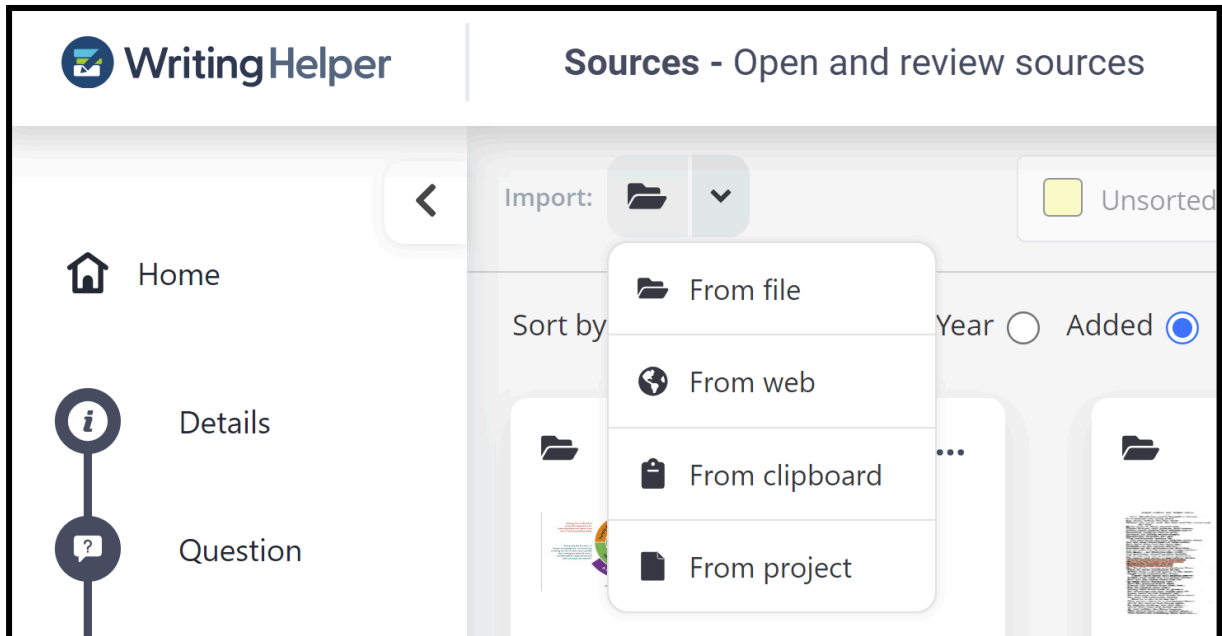 WritingHelper
Sources - Open and review sources
Import:
Unsorted
Home
From file
Sort by
Year
Added
From web
Details
From clipboard
Question
From project